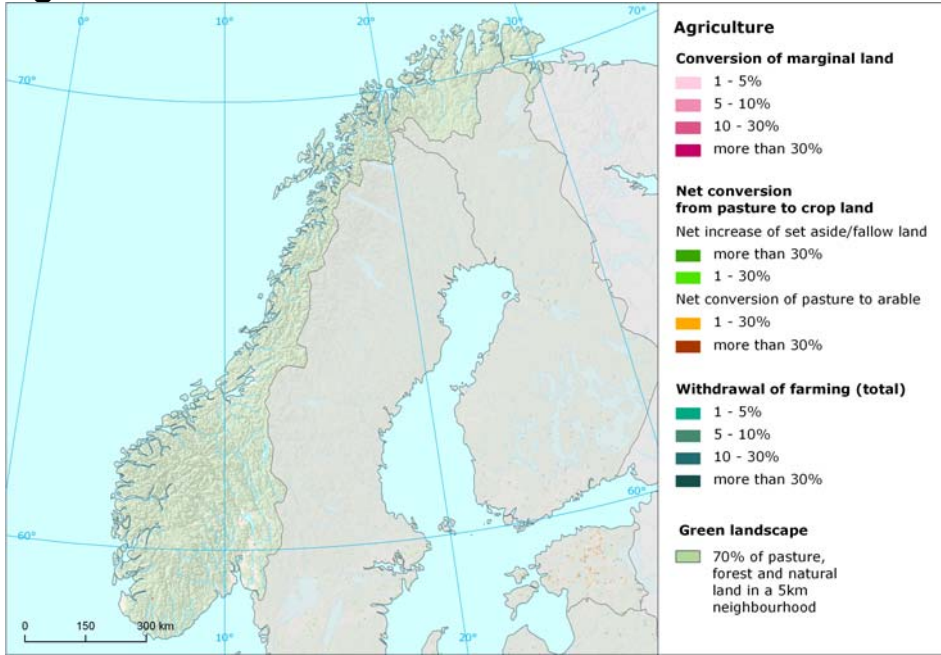 0°
10°
20°
30°
70°
70°
60°
60°
10°
20°
0 150 300 km
Agriculture
Conversion of marginal land
1 - 5%
5 - 10%
10 - 30%
more than 30%
Net conversion
from pasture to crop land
Net increase of set aside/fallow land
more than 30%
1 - 30%
Net conversion of pasture to arable
1 - 30%
more than 30%
Withdrawal of farming (total)
1 - 5%
5 - 10%
10 - 30%
more than 30%
Green landscape
70% of pasture,
forest and natural
land in a 5km
neighbourhood